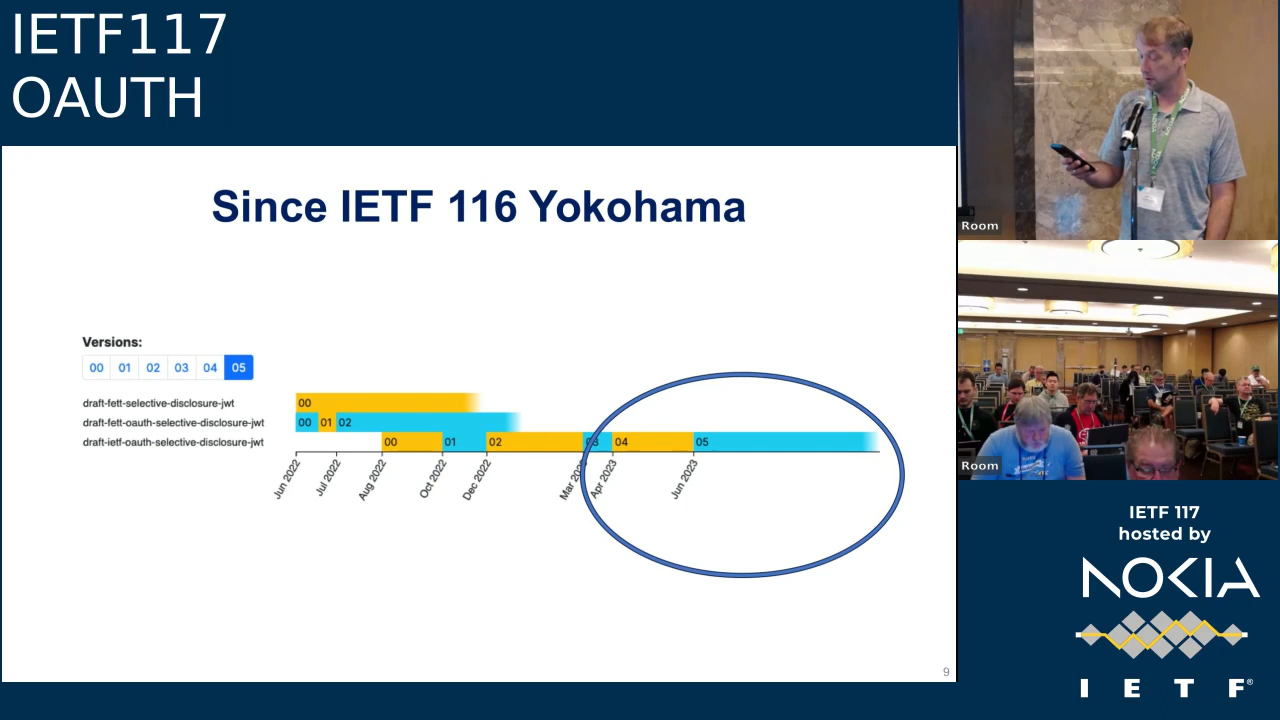 IETF117
OAUTH
Since IETF 116 Yokohama
Versions:
00 01 02 03 04 05
draft-fett-selective-disclosure-jwt
00
draft-fett-oauth-selective-disclosure-jwt
00 01 02
draft-ietf-oauth-selective-disclosure-jwt
00 01 02 03 04 05
Jun 2022
Jul 2022
Aug 2022
Oct 2022
Dec 2022
Mar 2023
Apr 2023
Jun 2023
9
Room
Room
IETF 117
hosted by
NOKIA
I E T F®